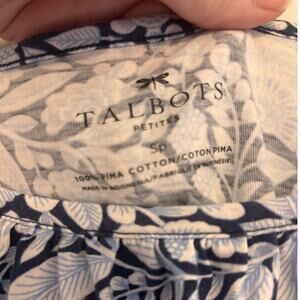 TALBOTS
PETITES
SP
100% PIMA COTTON/COTON PIMA
MADE IN INDONESIA/FABRIQUÉ EN INDONÉSIE